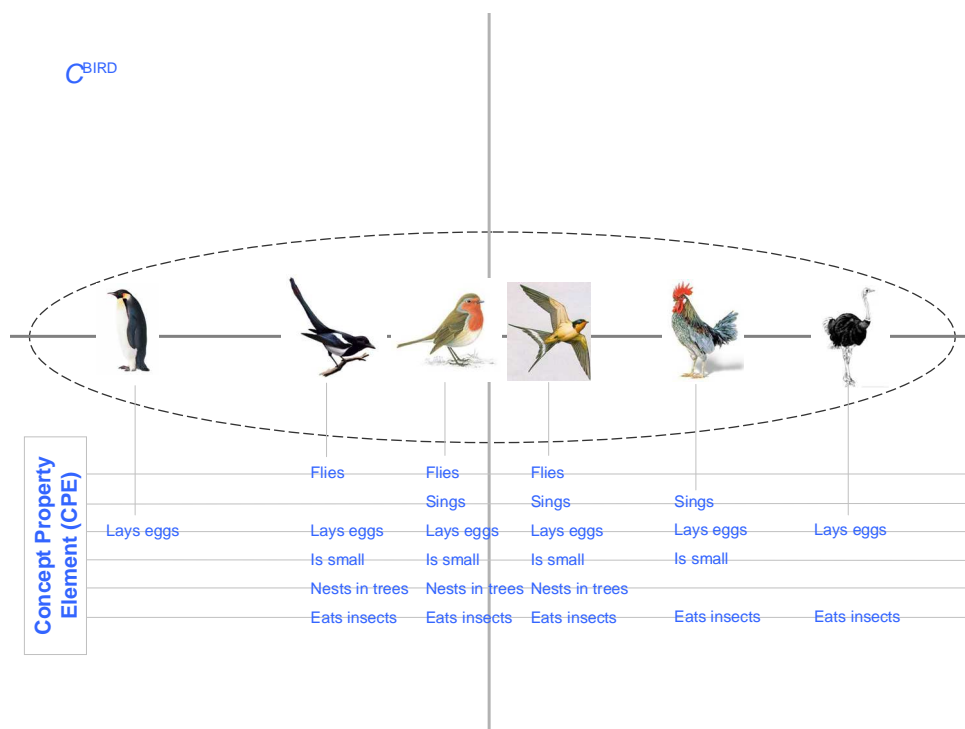 CBIRD
Flies Flies Flies
Sings Sings Sings
Lays eggs Lays eggs Lays eggs Lays eggs Lays eggs Lays eggs
Is small Is small Is small Is small
Nests in trees Nests in trees Nests in trees
Eats insects Eats insects Eats insects Eats insects Eats insects
Concept Property
Element (CPE)